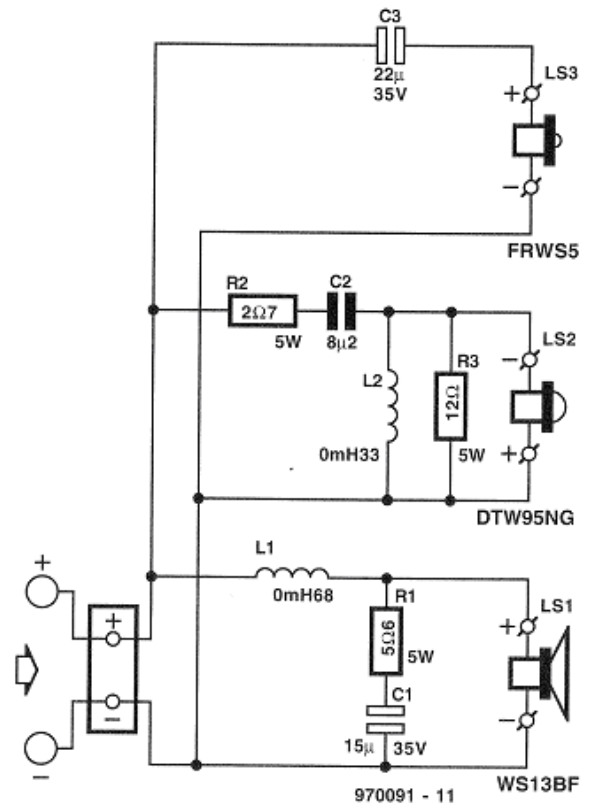 C3
22µ
35V
LS3
+
−
FRWS5
R2
2Ω7
5W
C2
8µ2
L2
0mH33
R3
12Ω
5W
LS2
−
+
DTW95NG
L1
0mH68
R1
5Ω6
5W
C1
15µ
35V
LS1
+
−
WS13BF
+
+
−
−
970091 - 11